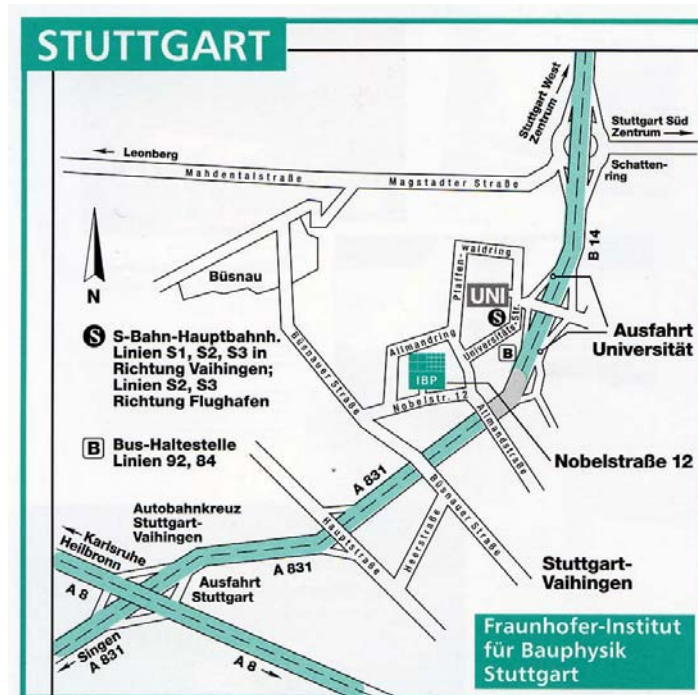 STUTTGART
Stuttgart West
Zentrum
Stuttgart Süd
Zentrum
Leonberg
Mahdentalstraße
Magstadter Straße
Schatten-
ring
B 14
N
Büsnau
Pfaffen-
waldring
UNI
S
Universitäts-
Str.
B
Ausfahrt
Universität
S
S-Bahn-Hauptbahnh.
Linien S1, S2, S3 in
Richtung Vaihingen;
Linien S2, S3
Richtung Flughafen
Büsnauer Straße
Allmandring
IBP
Nobelstr. 12
Allmandstraße
Nobelstraße 12
B
Bus-Haltestelle
Linien 92, 84
A 831
Büsnauer Straße
Autobahnkreuz
Stuttgart-
Vaihingen
Hauptstraße
Heerstraße
Karlsruhe
Heilbronn
A 831
Stuttgart-
Vaihingen
A 8
Ausfahrt
Stuttgart
Singen
A 831
A 8
Fraunhofer-Institut
für Bauphysik
Stuttgart